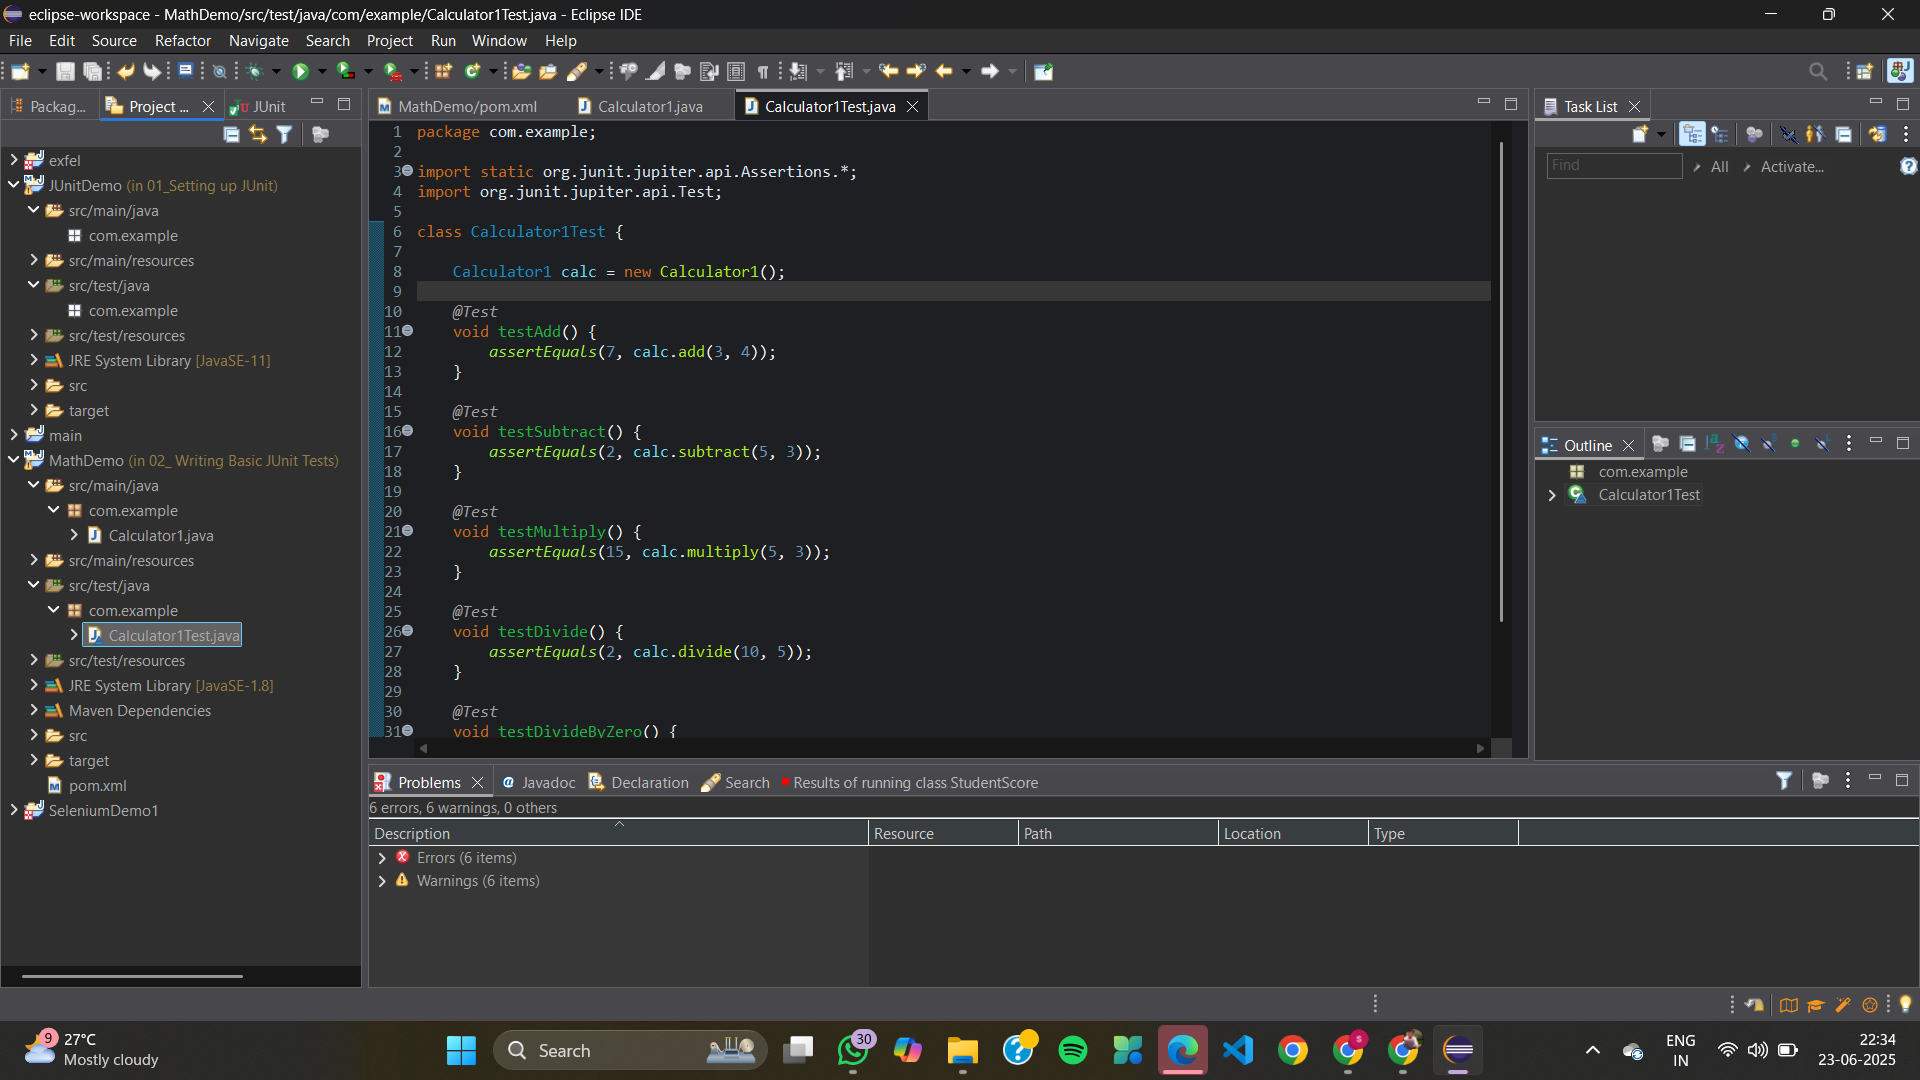 eclipse-workspace - MathDemo/src/test/java/com/example/Calculator1Test.java - Eclipse IDE
File Edit Source Refactor Navigate Search Project Run Window Help
Packag... Project ... JUnit
exfel
JUnitDemo (in 01_Setting up JUnit)
src/main/java
com.example
src/main/resources
src/test/java
com.example
src/test/resources
JRE System Library [JavaSE-11]
src
target
main
MathDemo (in 02_ Writing Basic JUnit Tests)
src/main/java
com.example
Calculator1.java
src/main/resources
src/test/java
com.example
Calculator1Test.java
src/test/resources
JRE System Library [JavaSE-1.8]
Maven Dependencies
src
target
pom.xml
SeleniumDemo1
MathDemo/pom.xml Calculator1.java Calculator1Test.java
1 package com.example;
2
3 import static org.junit.jupiter.api.Assertions.*;
4 import org.junit.jupiter.api.Test;
5
6 class Calculator1Test {
7
8 Calculator1 calc = new Calculator1();
9
10 @Test
11 void testAdd() {
12 assertEquals(7, calc.add(3, 4));
13 }
14
15 @Test
16 void testSubtract() {
17 assertEquals(2, calc.subtract(5, 3));
18 }
19
20 @Test
21 void testMultiply() {
22 assertEquals(15, calc.multiply(5, 3));
23 }
24
25 @Test
26 void testDivide() {
27 assertEquals(2, calc.divide(10, 5));
28 }
29
30 @Test
31 void testDivideByZero() {
Task List
Find All Activate...
Outline
com.example
Calculator1Test
Problems @ Javadoc Declaration Search Results of running class StudentScore
6 errors, 6 warnings, 0 others
Description Resource Path Location Type
Errors (6 items)
Warnings (6 items)
9 27°C
Mostly cloudy
Search
30
ENG
IN
22:34
23-06-2025